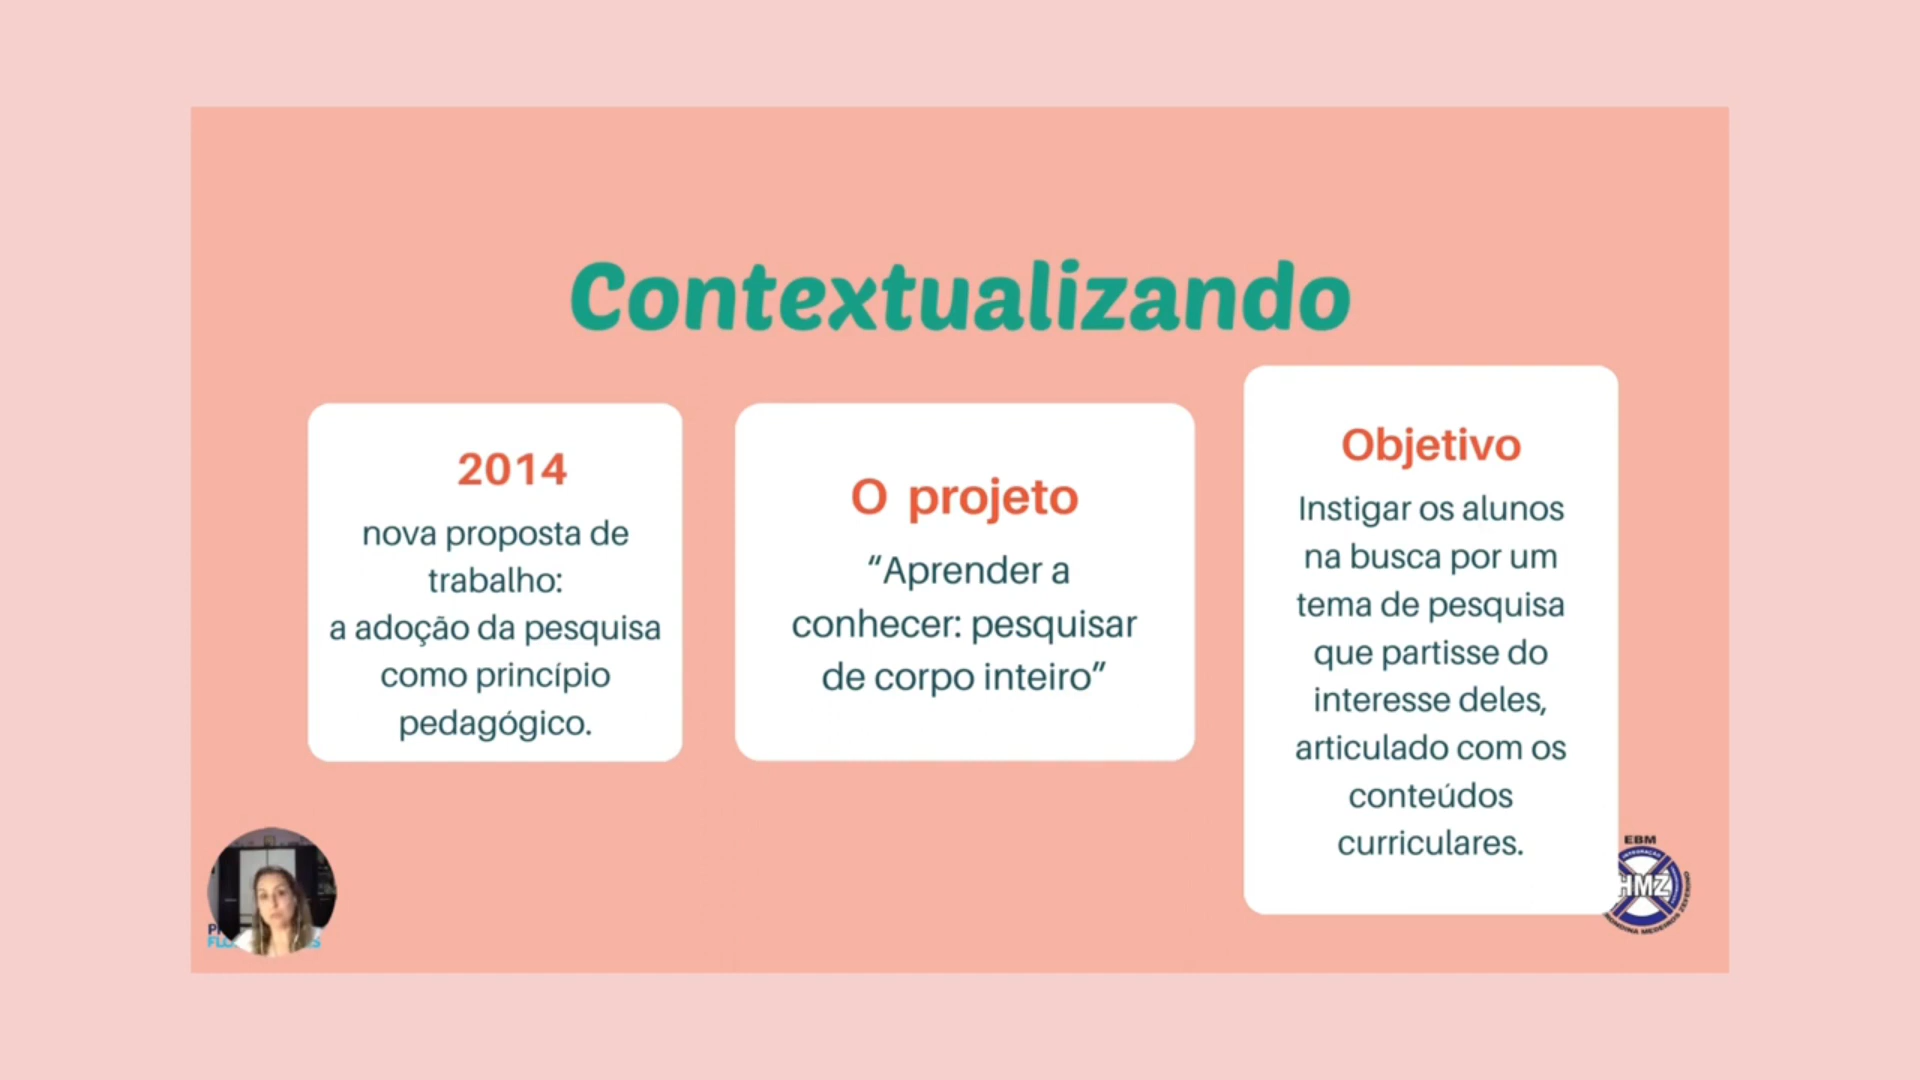 Contextualizando
2014
nova proposta de
trabalho:
a adoção da pesquisa
como princípio
pedagógico.
O projeto
“Aprender a
conhecer: pesquisar
de corpo inteiro”
Objetivo
Instigar os alunos
na busca por um
tema de pesquisa
que partisse do
interesse deles,
articulado com os
conteúdos
curriculares.
EBM
HMZ